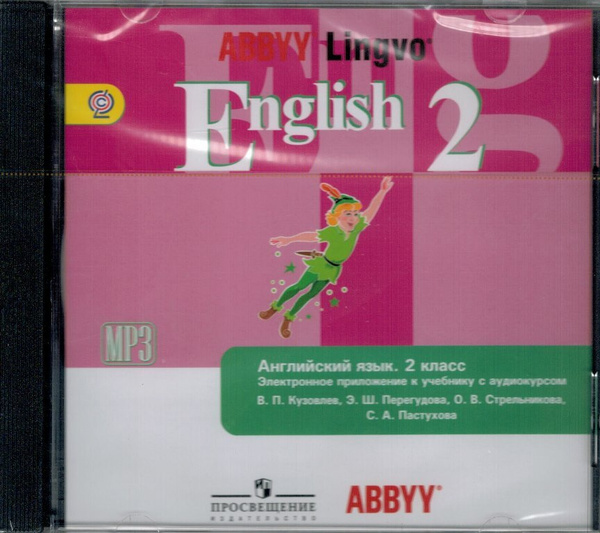 ABBYY Lingvo®
English 2
MP3
Английский язык. 2 класс
Электронное приложение к учебнику с аудиокурсом
В. П. Кузовлев, Э. Ш. Перегудова, О. В. Стрельникова,
С. А. Пастухова
ПРОСВЕЩЕНИЕ
ИЗДАТЕЛЬСТВО
ABBYY®